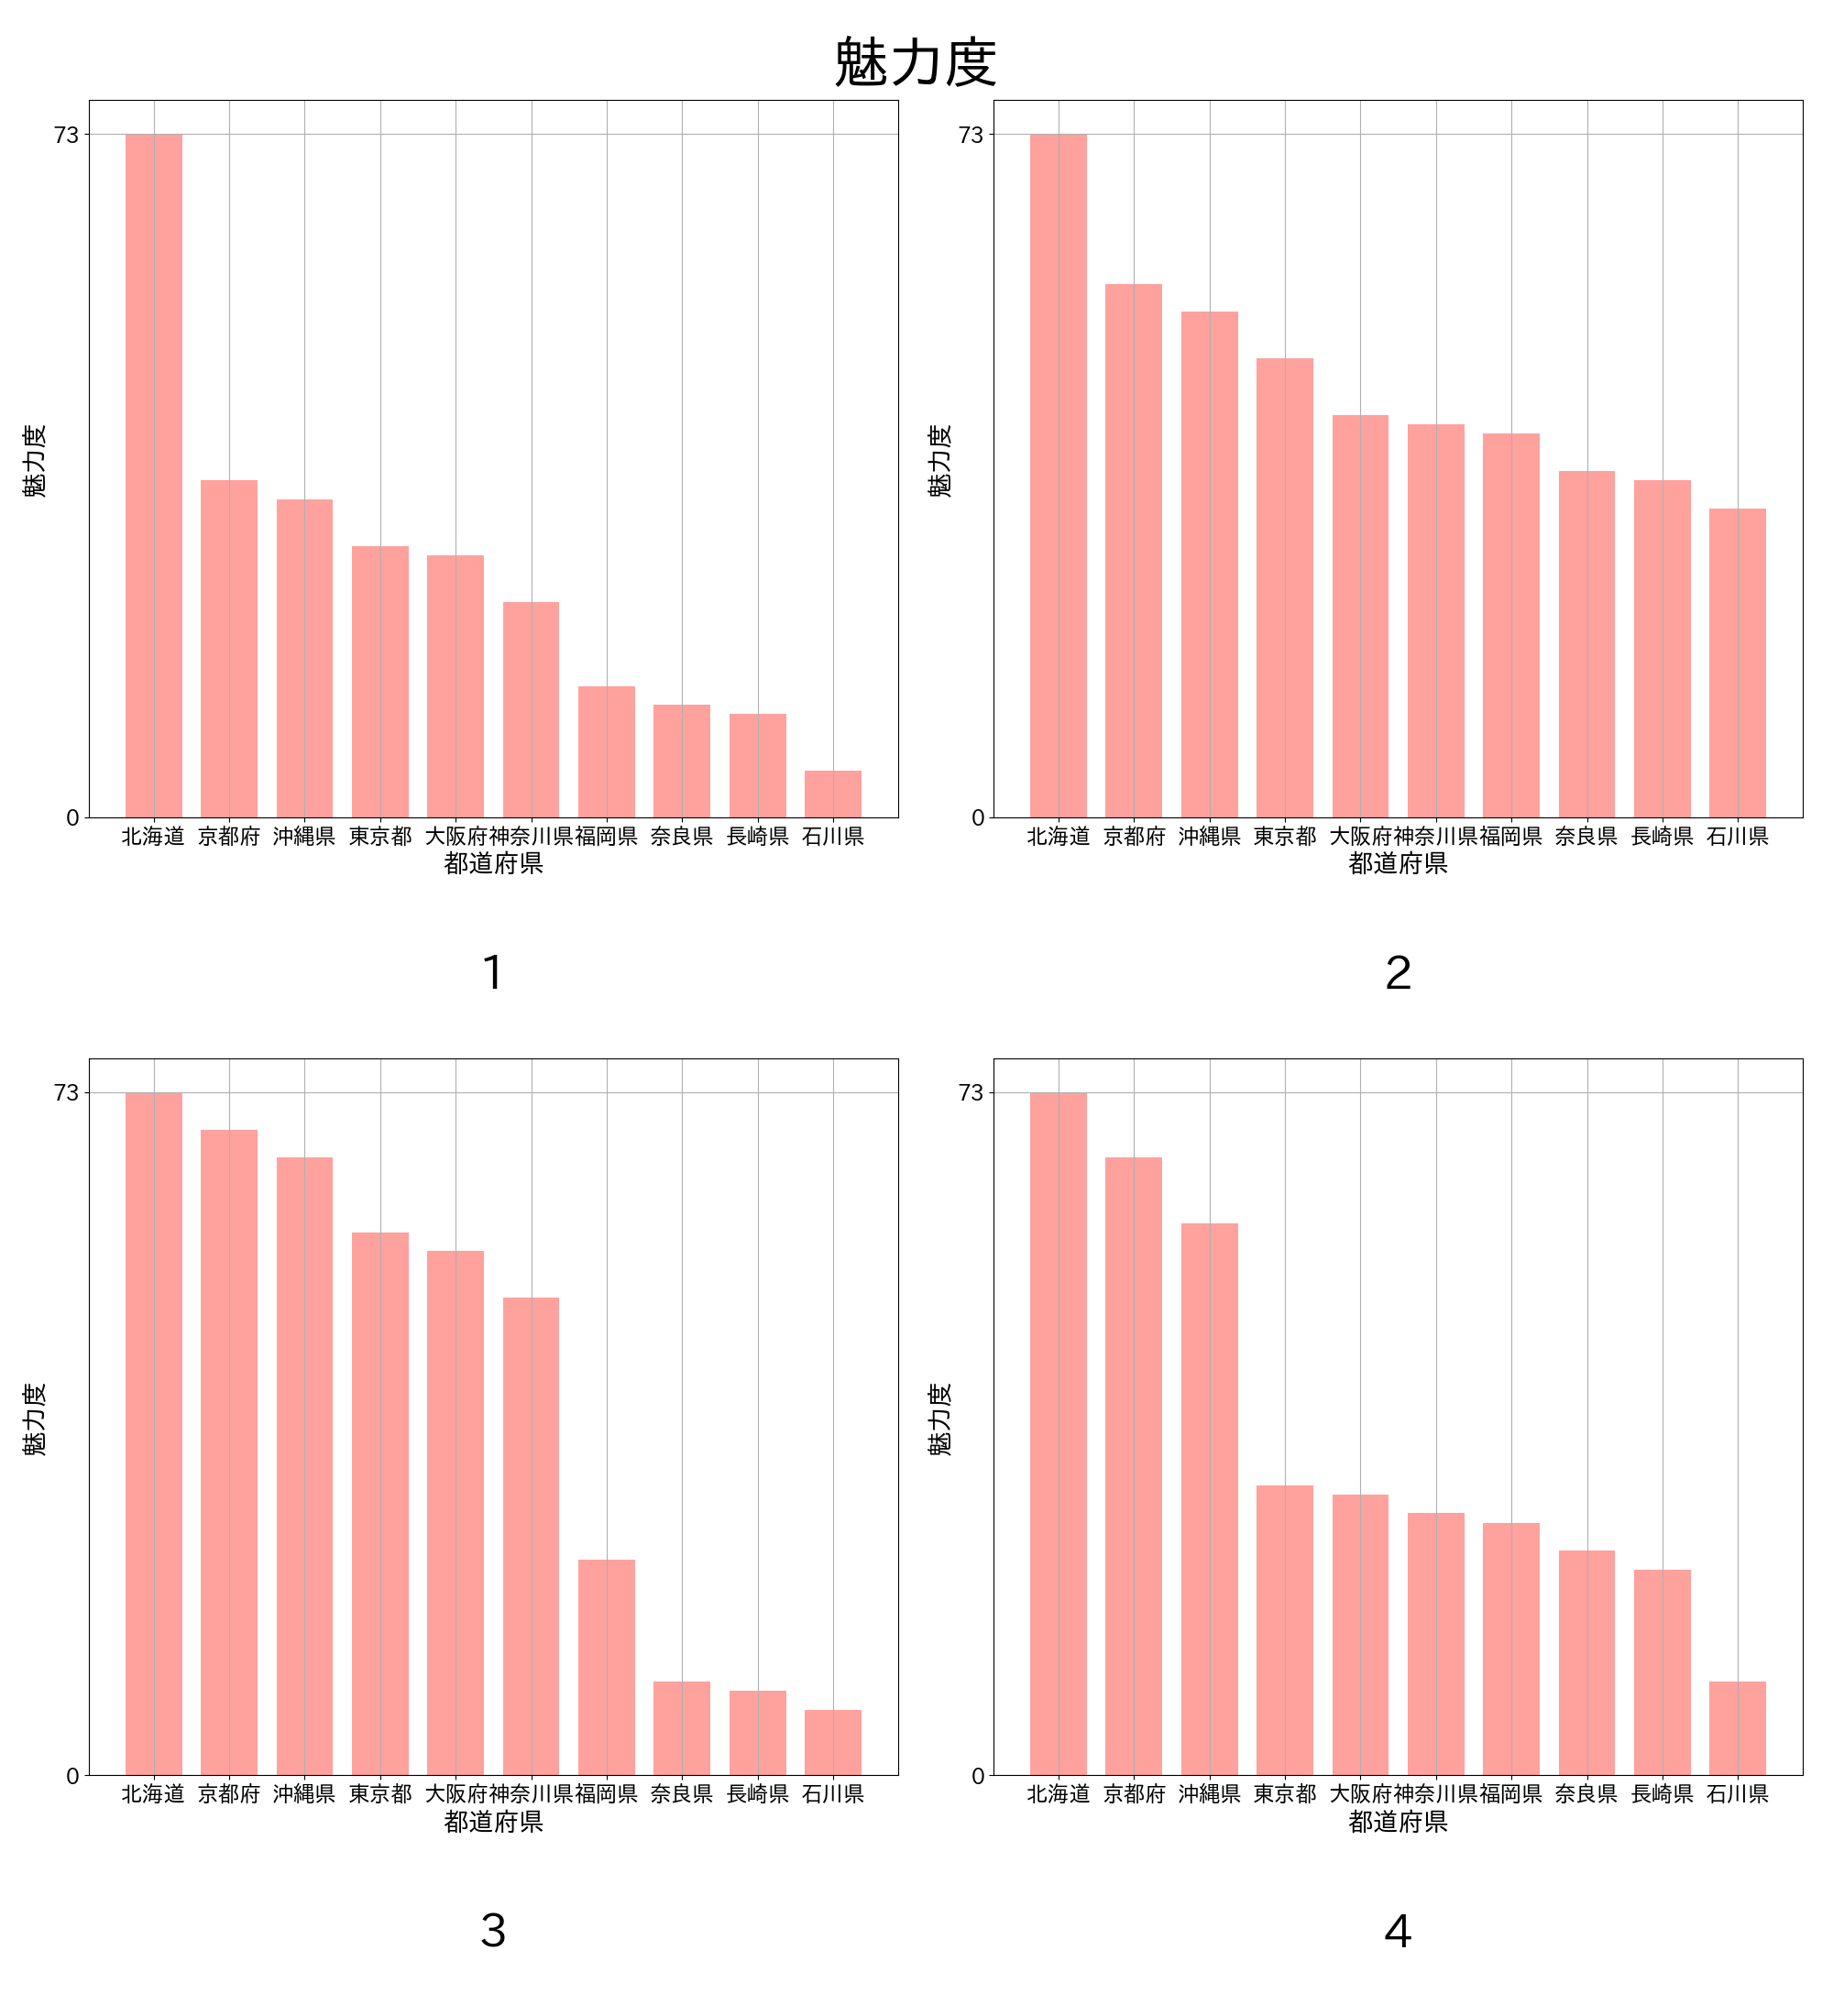 魅力度
73
0
魅力度
北海道 京都府 沖縄県 東京都 大阪府 神奈川県 福岡県 奈良県 長崎県 石川県
都道府県
1
73
0
魅力度
北海道 京都府 沖縄県 東京都 大阪府 神奈川県 福岡県 奈良県 長崎県 石川県
都道府県
2
73
0
魅力度
北海道 京都府 沖縄県 東京都 大阪府 神奈川県 福岡県 奈良県 長崎県 石川県
都道府県
3
73
0
魅力度
北海道 京都府 沖縄県 東京都 大阪府 神奈川県 福岡県 奈良県 長崎県 石川県
都道府県
4